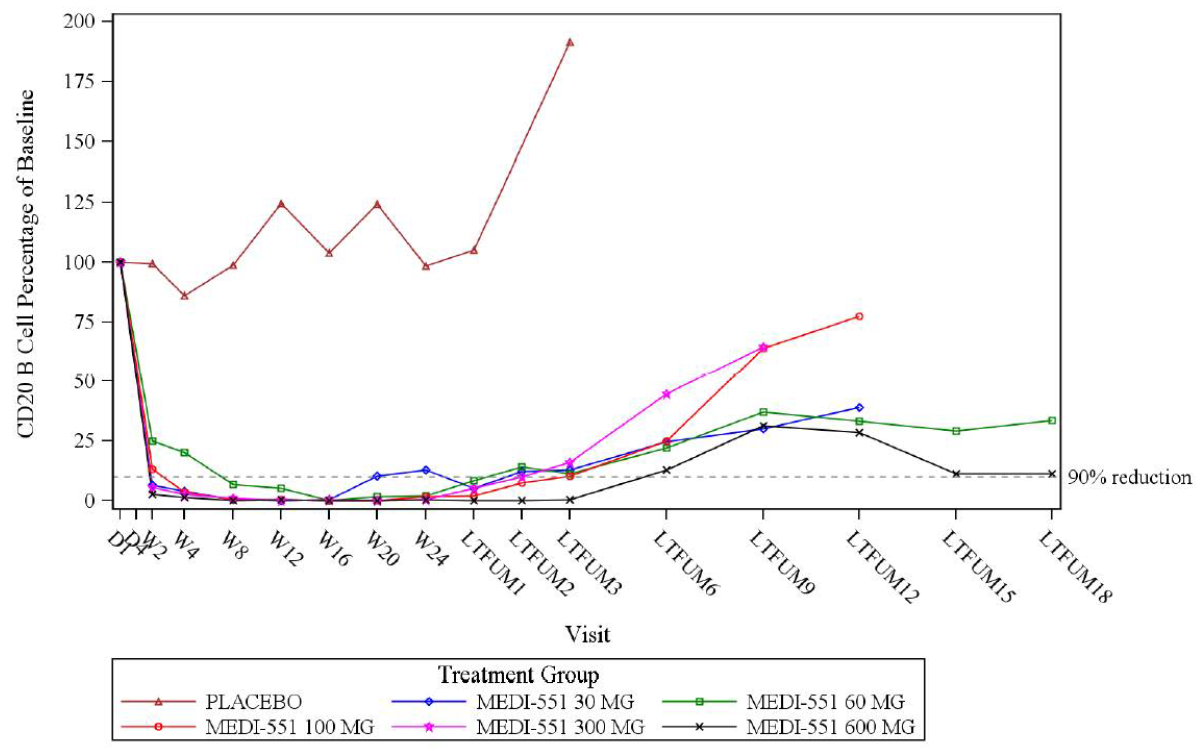 200
175
150
125
100
75
50
25
0
CD20 B Cell Percentage of Baseline
90% reduction
D1 D4 W2 W4 W8 W12 W16 W20 W24 LTFUM1 LTFUM2 LTFUM3 LTFUM6 LTFUM9 LTFUM12 LTFUM15 LTFUM18
Visit
Treatment Group
PLACEBO MEDI-551 30 MG MEDI-551 60 MG
MEDI-551 100 MG MEDI-551 300 MG MEDI-551 600 MG